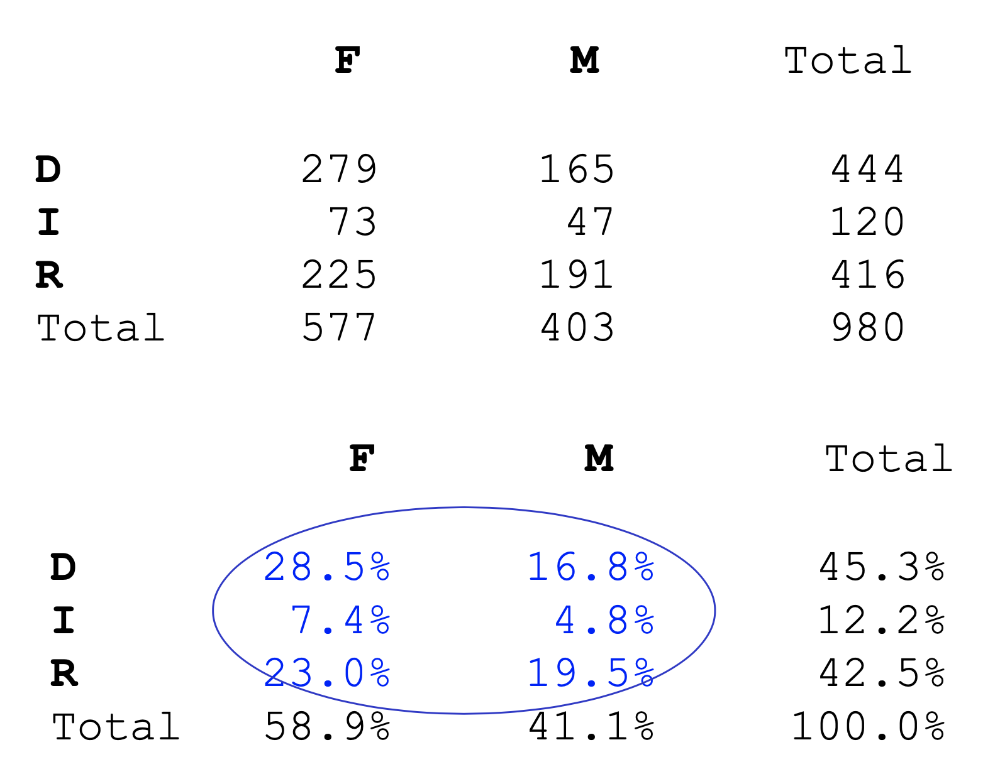 F M Total
D 279 165 444
I 73 47 120
R 225 191 416
Total 577 403 980
F M Total
D 28.5% 16.8% 45.3%
I 7.4% 4.8% 12.2%
R 23.0% 19.5% 42.5%
Total 58.9% 41.1% 100.0%